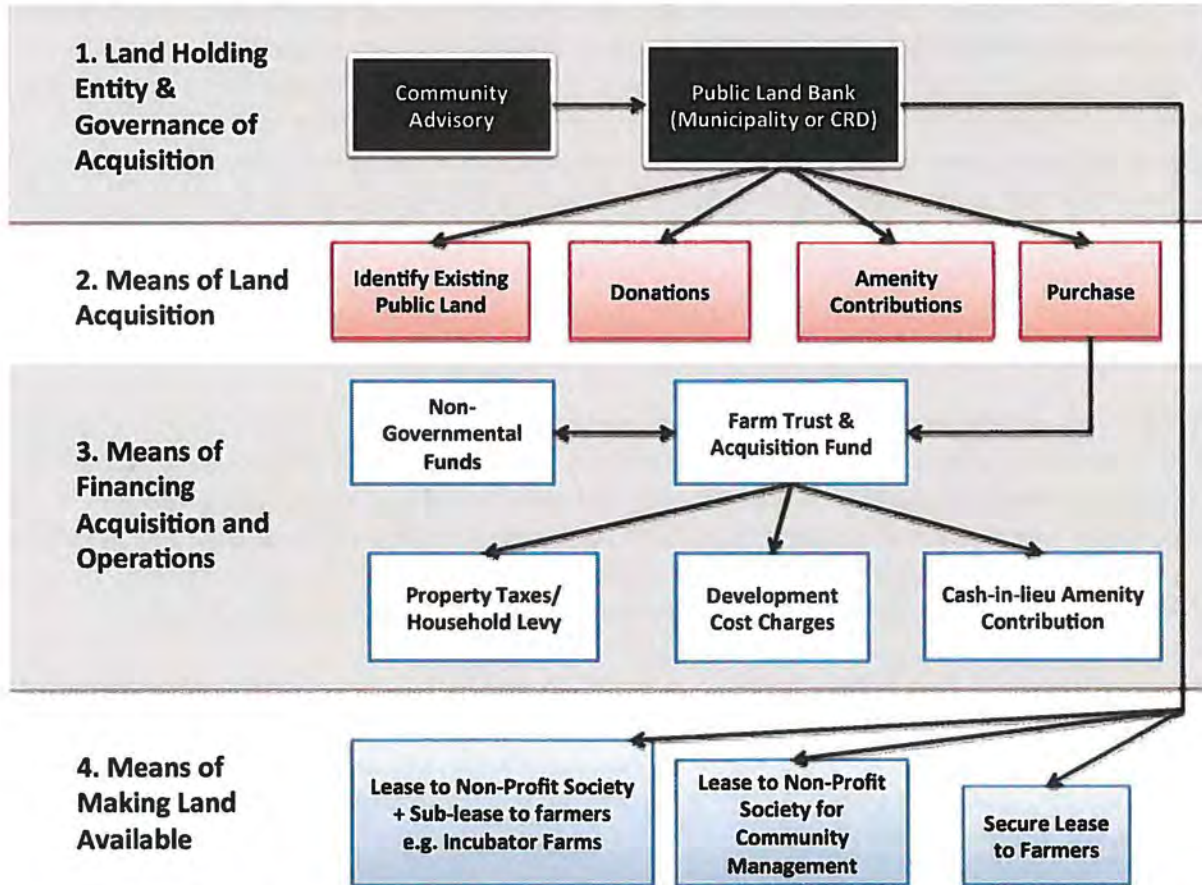 1. Land Holding
Entity &
Governance of
Acquisition
Community
Advisory
Public Land Bank
(Municipality or CRD)
2. Means of Land
Acquisition
Identify Existing
Public Land
Donations
Amenity
Contributions
Purchase
3. Means of
Financing
Acquisition and
Operations
Non-
Governmental
Funds
Farm Trust &
Acquisition Fund
Property Taxes/
Household Levy
Development
Cost Charges
Cash-in-lieu Amenity
Contribution
4. Means of
Making Land
Available
Lease to Non-Profit Society
+ Sub-lease to farmers
e.g. Incubator Farms
Lease to Non-Profit
Society for
Community
Management
Secure Lease
to Farmers